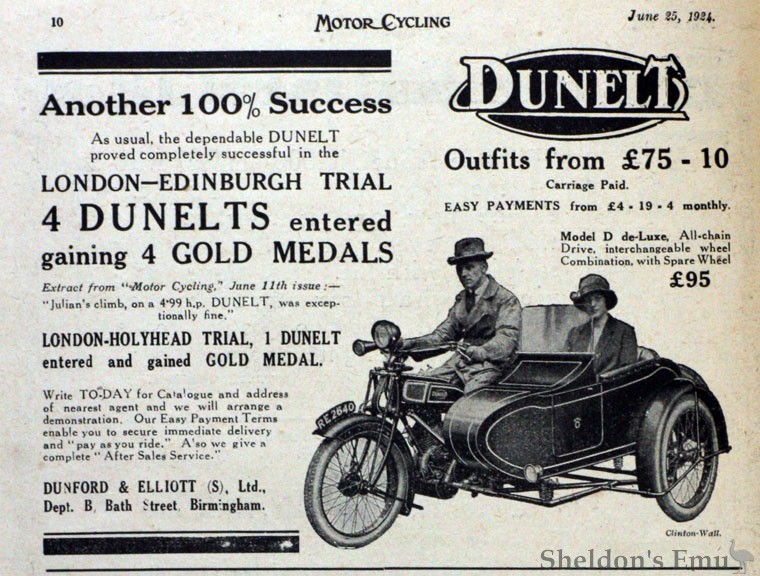 10
MOTOR CYCLING
June 25, 1924.
Another 100% Success
As usual, the dependable DUNELT
proved completely successful in the
LONDON—EDINBURGH TRIAL
4 DUNELTS entered
gaining 4 GOLD MEDALS
Extract from "Motor Cycling," June 11th issue:—
"Julian's climb, on a 4·99 h.p. DUNELT, was excep-
tionally fine."
LONDON-HOLYHEAD TRIAL, 1 DUNELT
entered and gained GOLD MEDAL.
Write TO-DAY for Catalogue and address
of nearest agent and we will arrange a
demonstration. Our Easy Payment Terms
enable you to secure immediate delivery
and "pay as you ride." Also we give a
complete "After Sales Service."
DUNFORD & ELLIOTT (S), Ltd.,
Dept. B, Bath Street, Birmingham.
DUNELT
Outfits from £75 - 10
Carriage Paid.
EASY PAYMENTS from £4 - 19 - 4 monthly.
Model D de-Luxe, All-chain
Drive, interchangeable wheel
Combination, with Spare Wheel
£95
RE2640
DUNELT
Clinton-Wall.
Sheldon's Emu